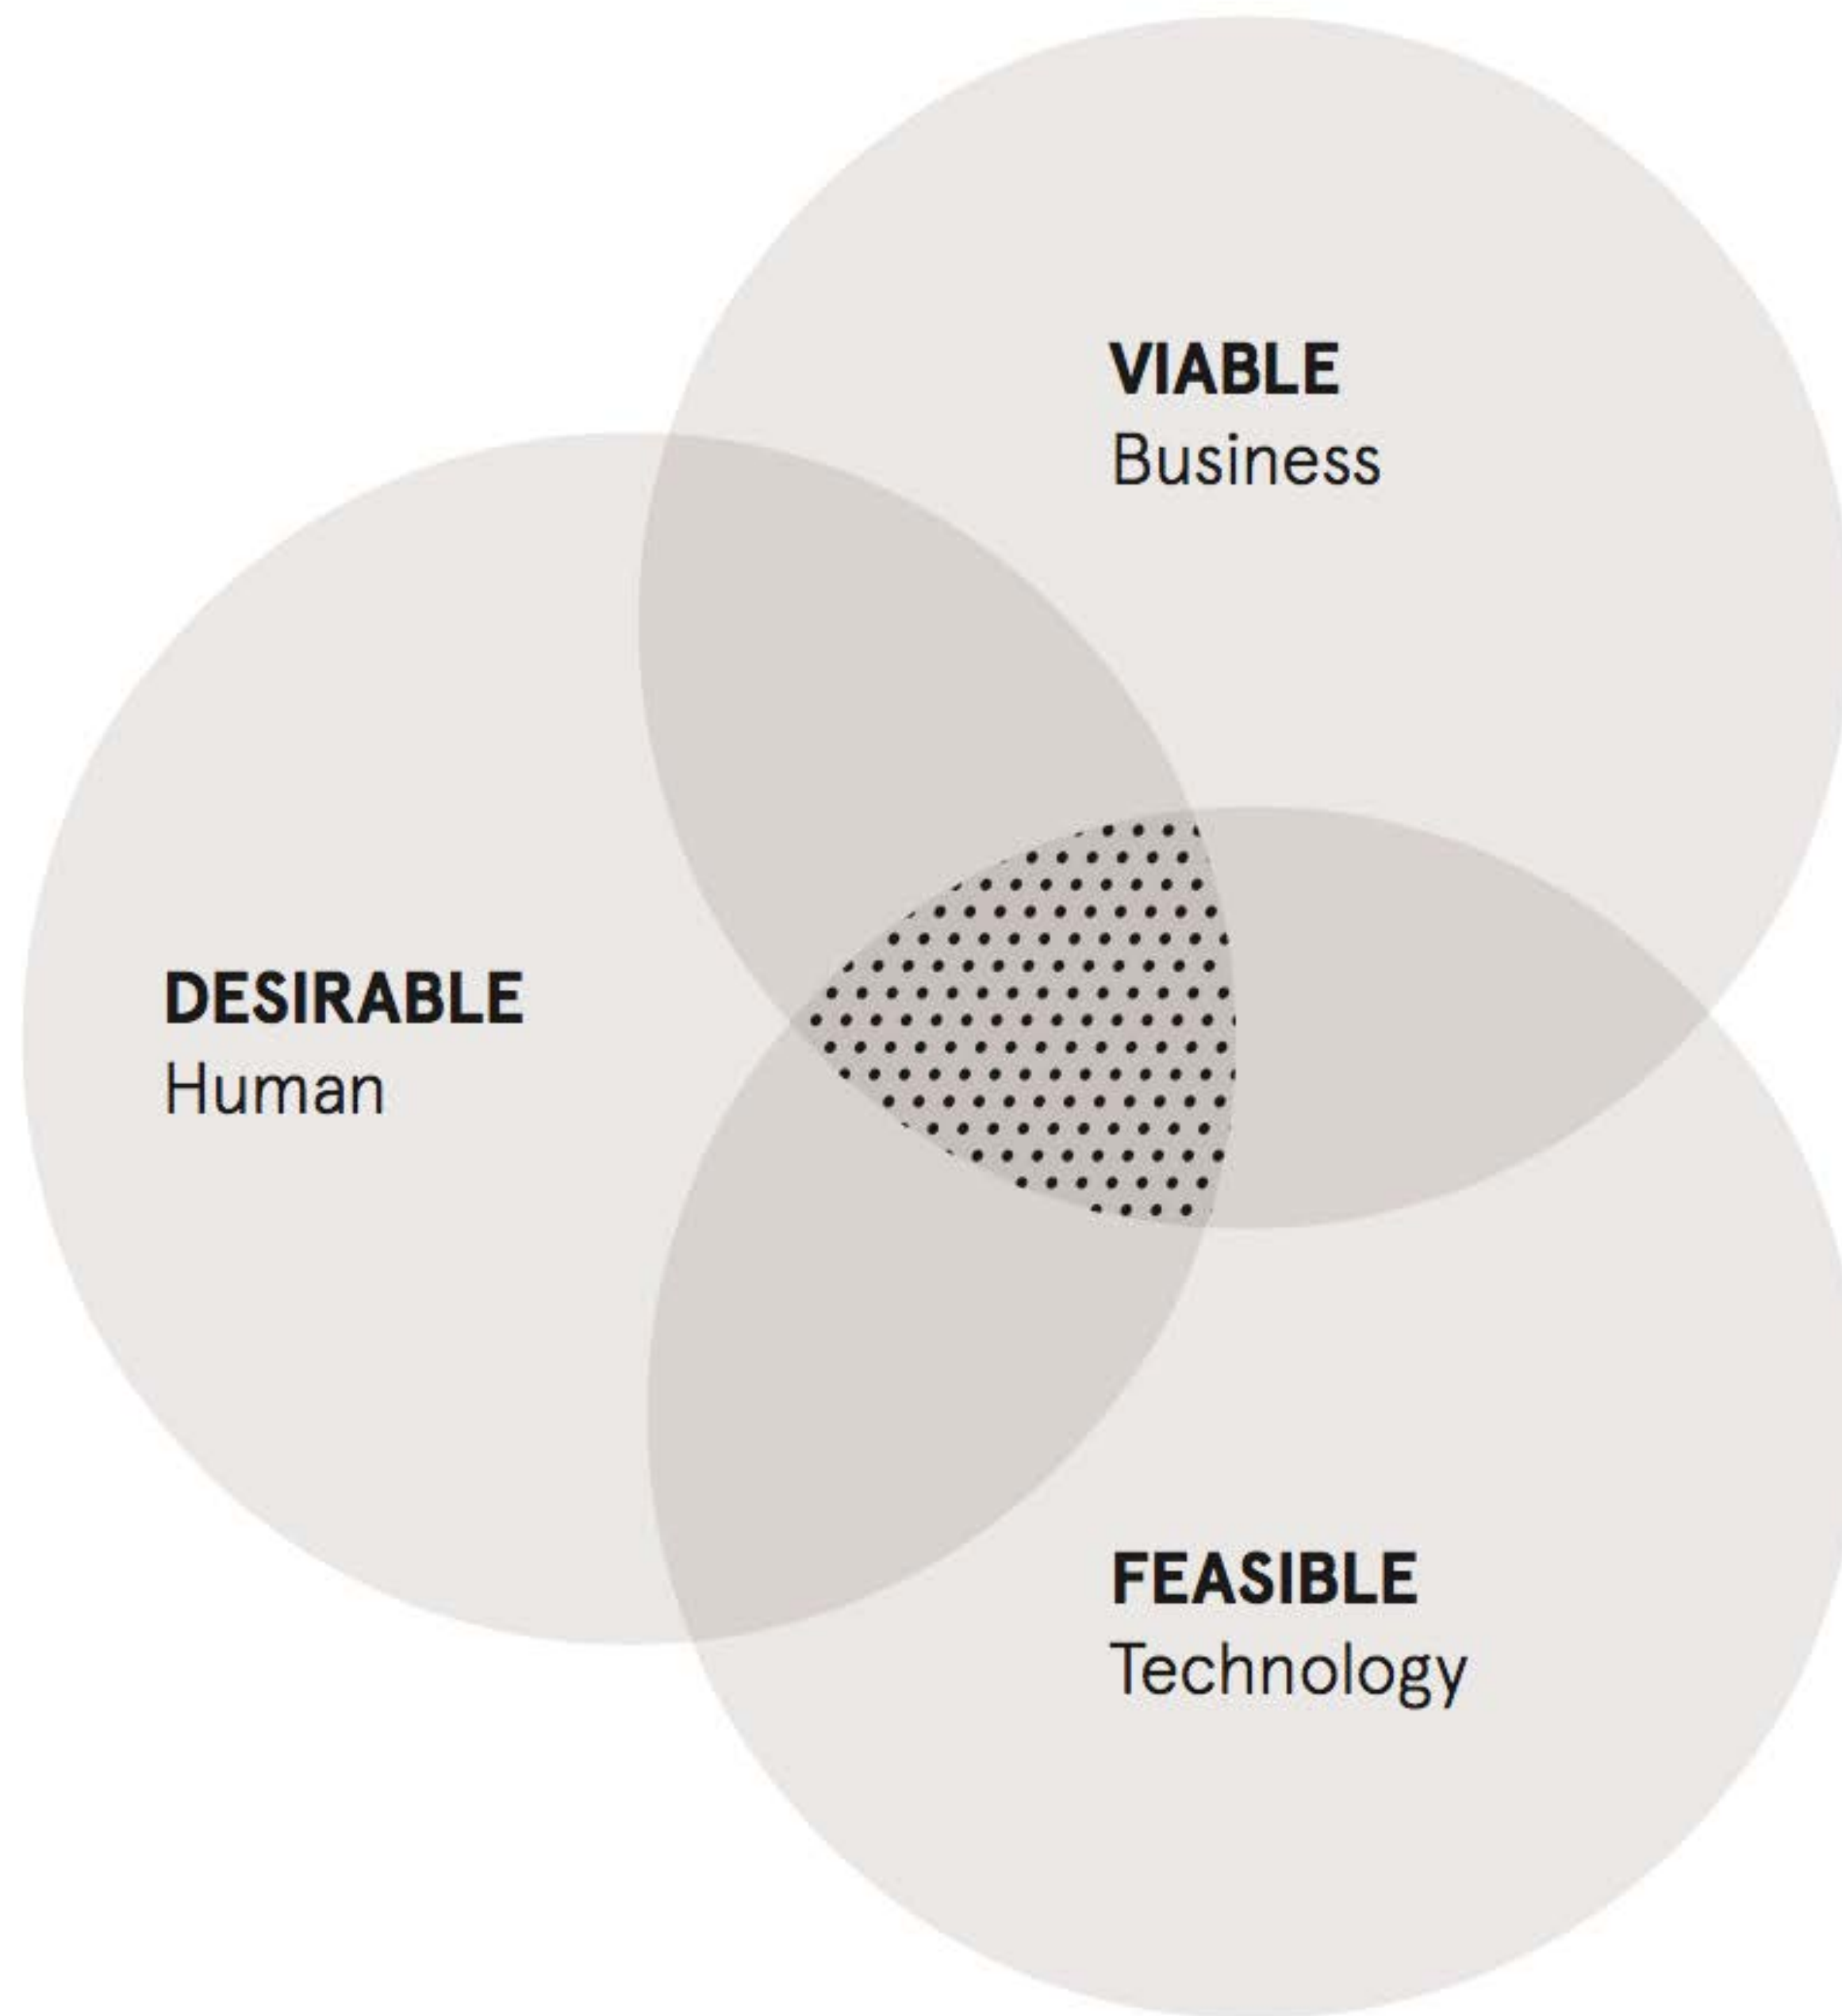 VIABLE
Business
DESIRABLE
Human
FEASIBLE
Technology